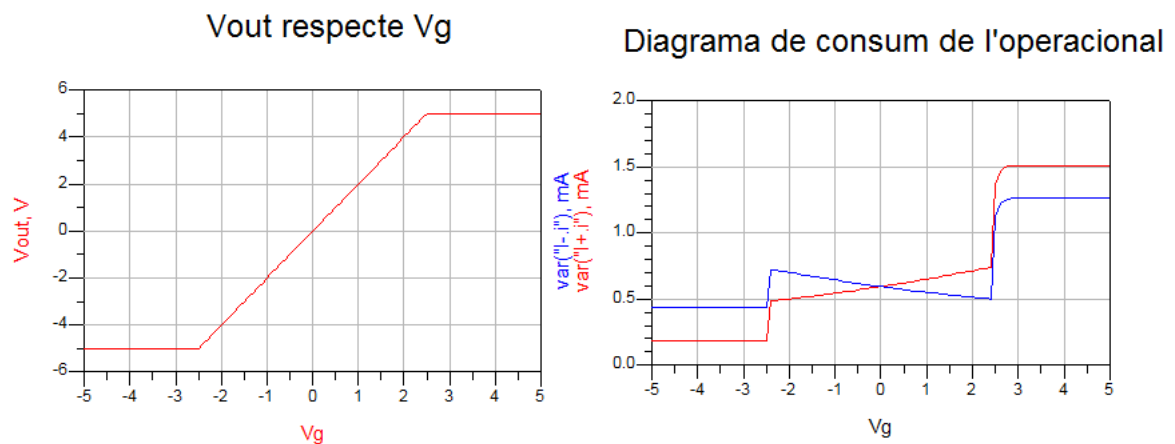 Vout respecte Vg
Vout, V
6
4
2
0
-2
-4
-6
-5 -4 -3 -2 -1 0 1 2 3 4 5
Vg
Diagrama de consum de l'operacional
var("I-.i"), mA
var("I+.i"), mA
2.0
1.5
1.0
0.5
0.0
-5 -4 -3 -2 -1 0 1 2 3 4 5
Vg